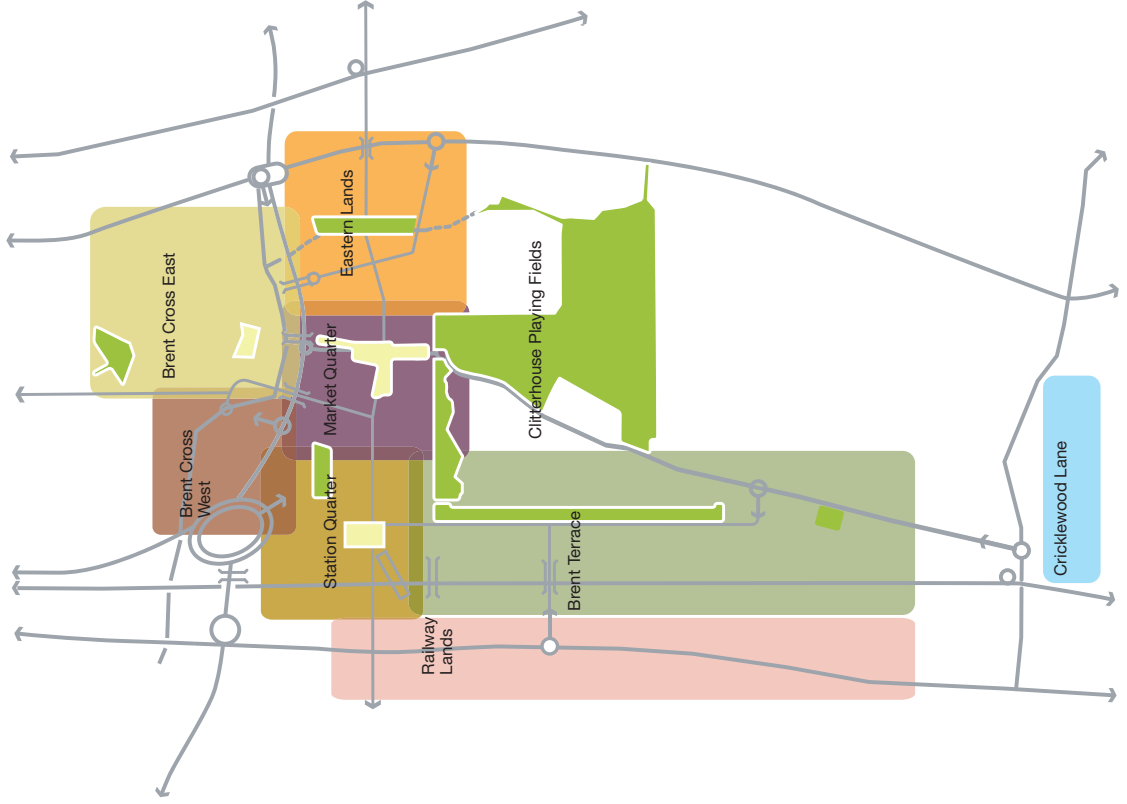 Brent Cross East
Brent Cross
West
Eastern Lands
Market Quarter
Station Quarter
Clitterhouse Playing Fields
Railway
Lands
Brent Terrace
Cricklewood Lane